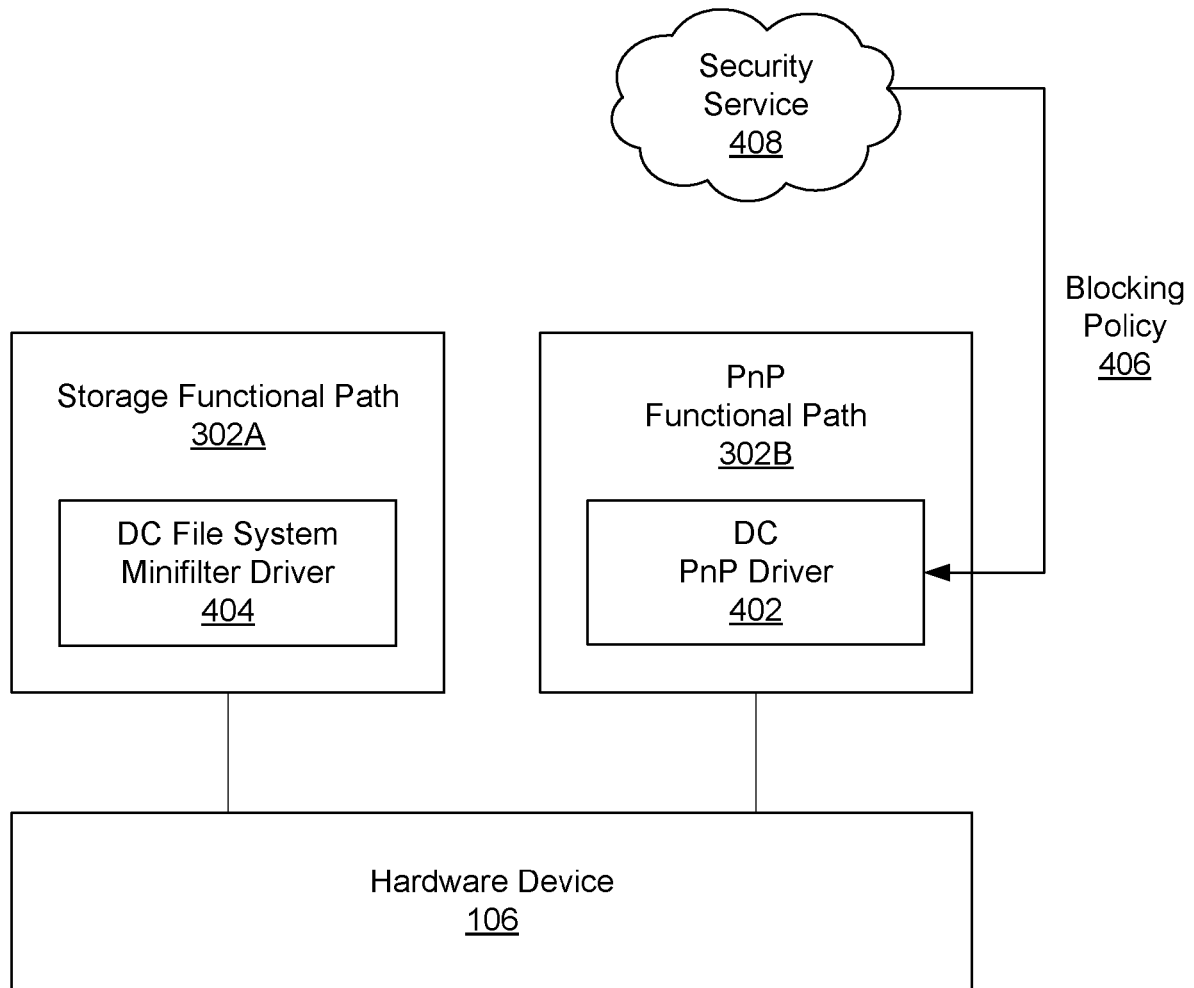 Security
Service
408
Blocking
Policy
406
Storage Functional Path
302A
PnP
Functional Path
302B
DC File System
Minifilter Driver
404
DC
PnP Driver
402
Hardware Device
106